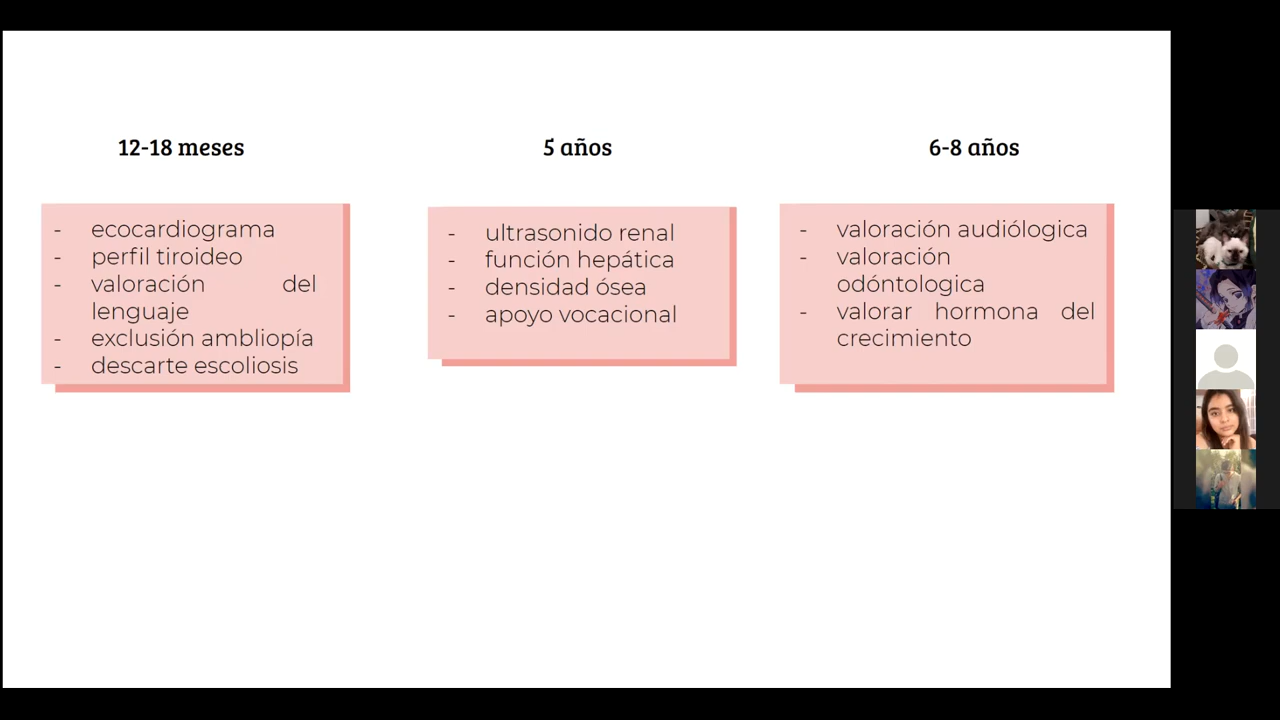 12-18 meses
- ecocardiograma
- perfil tiroideo
- valoración del
lenguaje
- exclusión ambliopía
- descarte escoliosis
5 años
- ultrasonido renal
- función hepática
- densidad ósea
- apoyo vocacional
6-8 años
- valoración audiólogica
- valoración
odóntologica
- valorar hormona del
crecimiento